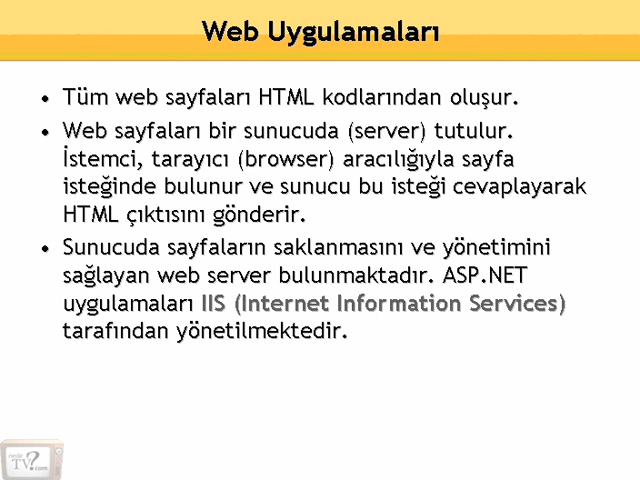 Web Uygulamaları
• Tüm web sayfaları HTML kodlarından oluşur.
• Web sayfaları bir sunucuda (server) tutulur.
İstemci, tarayıcı (browser) aracılığıyla sayfa
isteğinde bulunur ve sunucu bu isteği cevaplayarak
HTML çıktısını gönderir.
• Sunucuda sayfaların saklanmasını ve yönetimini
sağlayan web server bulunmaktadır. ASP.NET
uygulamaları IIS (Internet Information Services)
tarafından yönetilmektedir.
nedir
TV?.com